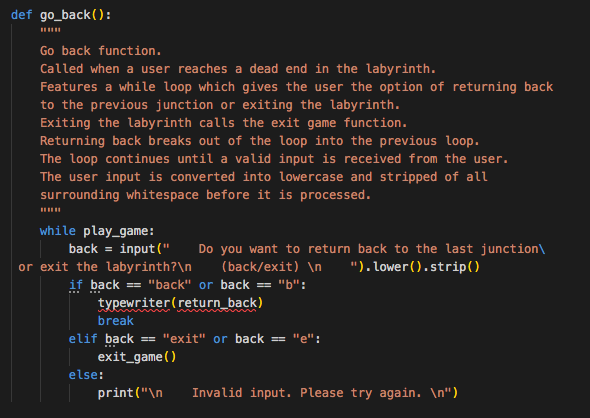 def go_back():
    """
    Go back function.
    Called when a user reaches a dead end in the labyrinth.
    Features a while loop which gives the user the option of returning back
    to the previous junction or exiting the labyrinth.
    Exiting the labyrinth calls the exit game function.
    Returning back breaks out of the loop into the previous loop.
    The loop continues until a valid input is received from the user.
    The user input is converted into lowercase and stripped of all
    surrounding whitespace before it is processed.
    """
    while play_game:
        back = input("    Do you want to return back to the last junction\
 or exit the labyrinth?\n    (back/exit) \n    ").lower().strip()
        if back == "back" or back == "b":
            typewriter(return_back)
            break
        elif back == "exit" or back == "e":
            exit_game()
        else:
            print("\n    Invalid input. Please try again. \n")